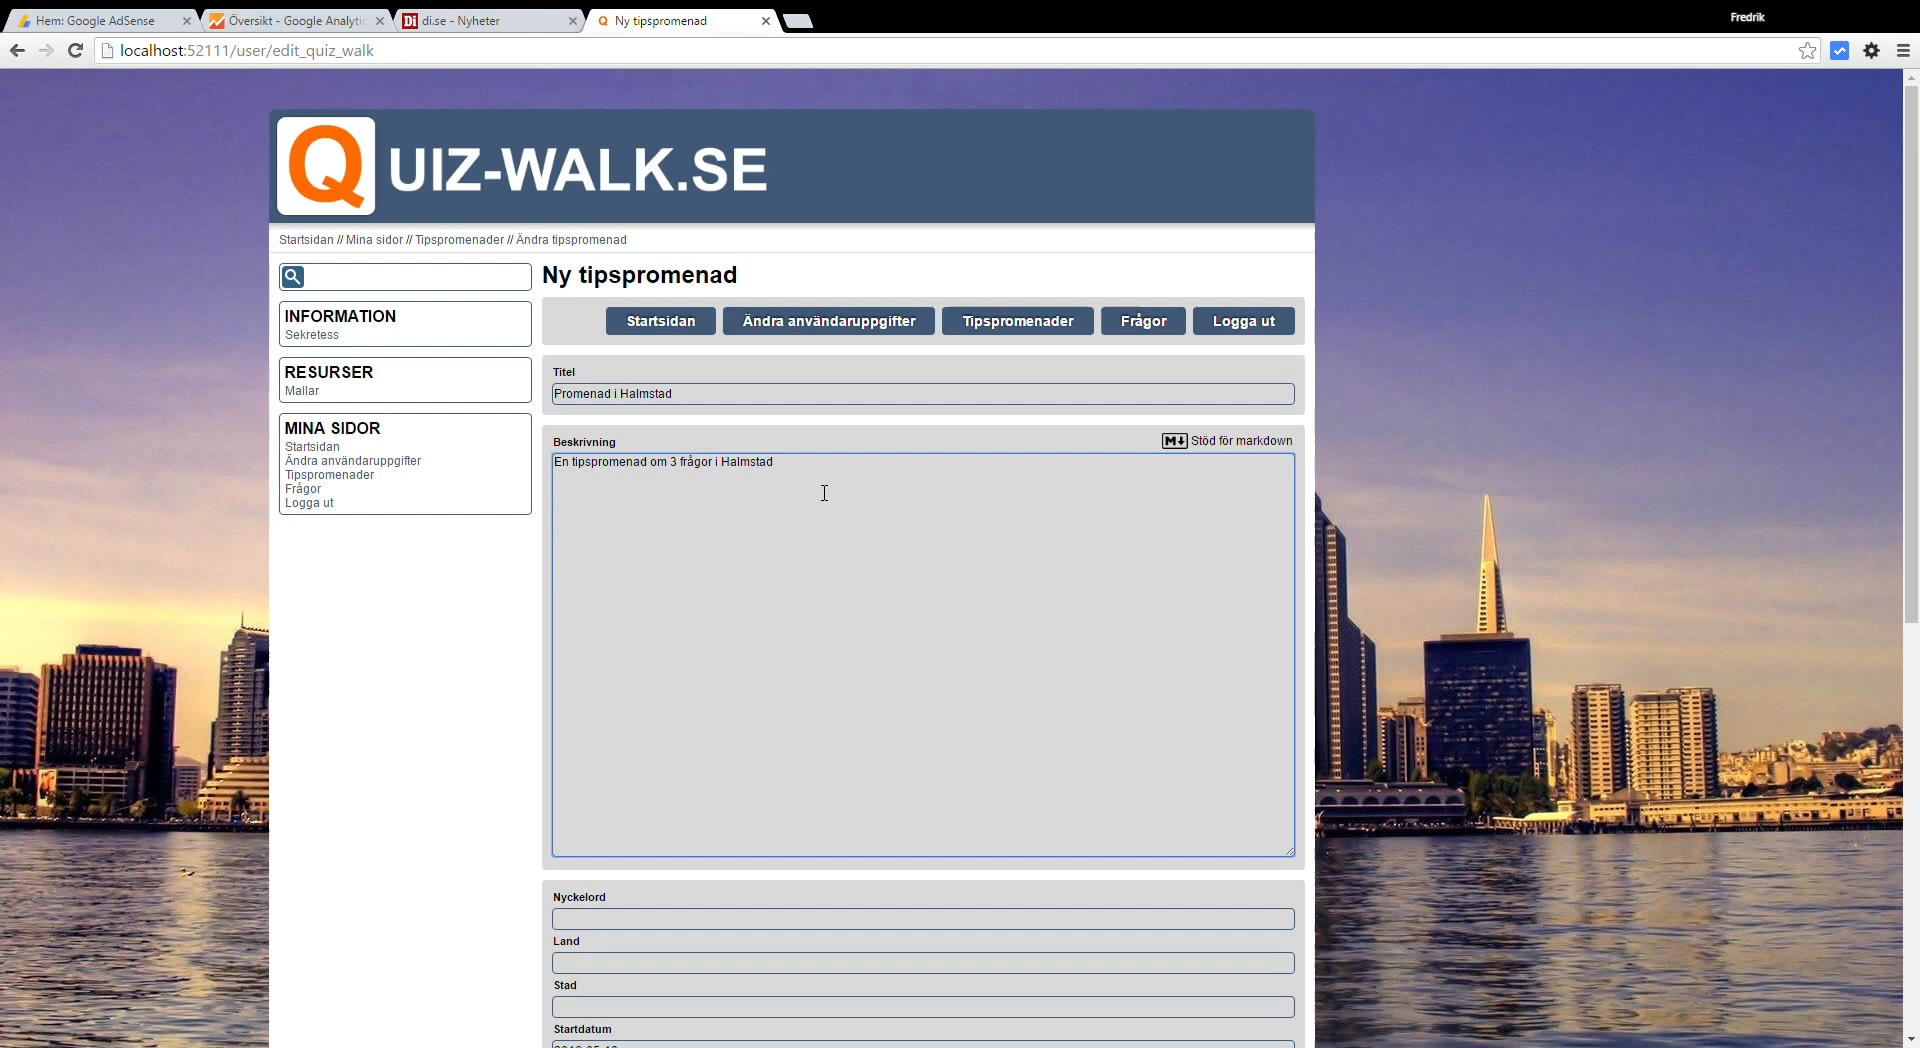 Hem: Google AdSense
Översikt - Google Analytic
Di di.se - Nyheter
Q Ny tipspromenad
Fredrik
localhost:52111/user/edit_quiz_walk
QUIZ-WALK.SE
Startsidan // Mina sidor // Tipspromenader // Ändra tipspromenad
Ny tipspromenad
INFORMATION
Sekretess
RESURSER
Mallar
MINA SIDOR
Startsidan
Ändra användaruppgifter
Tipspromenader
Frågor
Logga ut
Startsidan Ändra användaruppgifter Tipspromenader Frågor Logga ut
Titel
Promenad i Halmstad
Beskrivning
M Stöd för markdown
En tipspromenad om 3 frågor i Halmstad
Nyckelord
Land
Stad
Startdatum